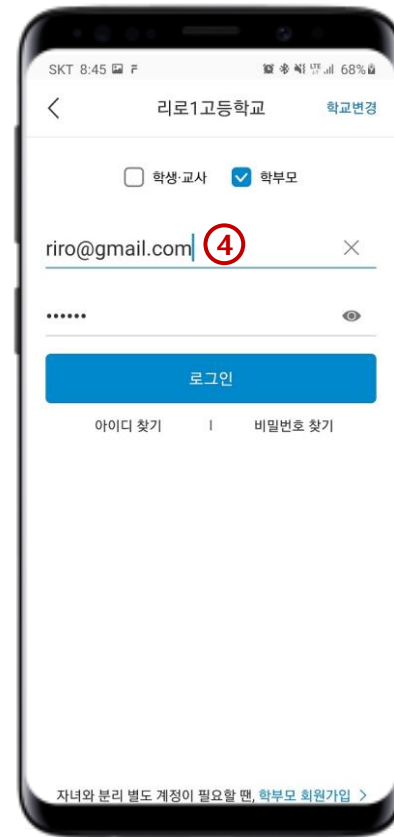 SKT 8:45 68%
리로1고등학교 학교변경
학생·교사 학부모
riro@gmail.com ④
••••••
로그인
아이디 찾기 | 비밀번호 찾기
자녀와 분리 별도 계정이 필요할 땐, 학부모 회원가입 >